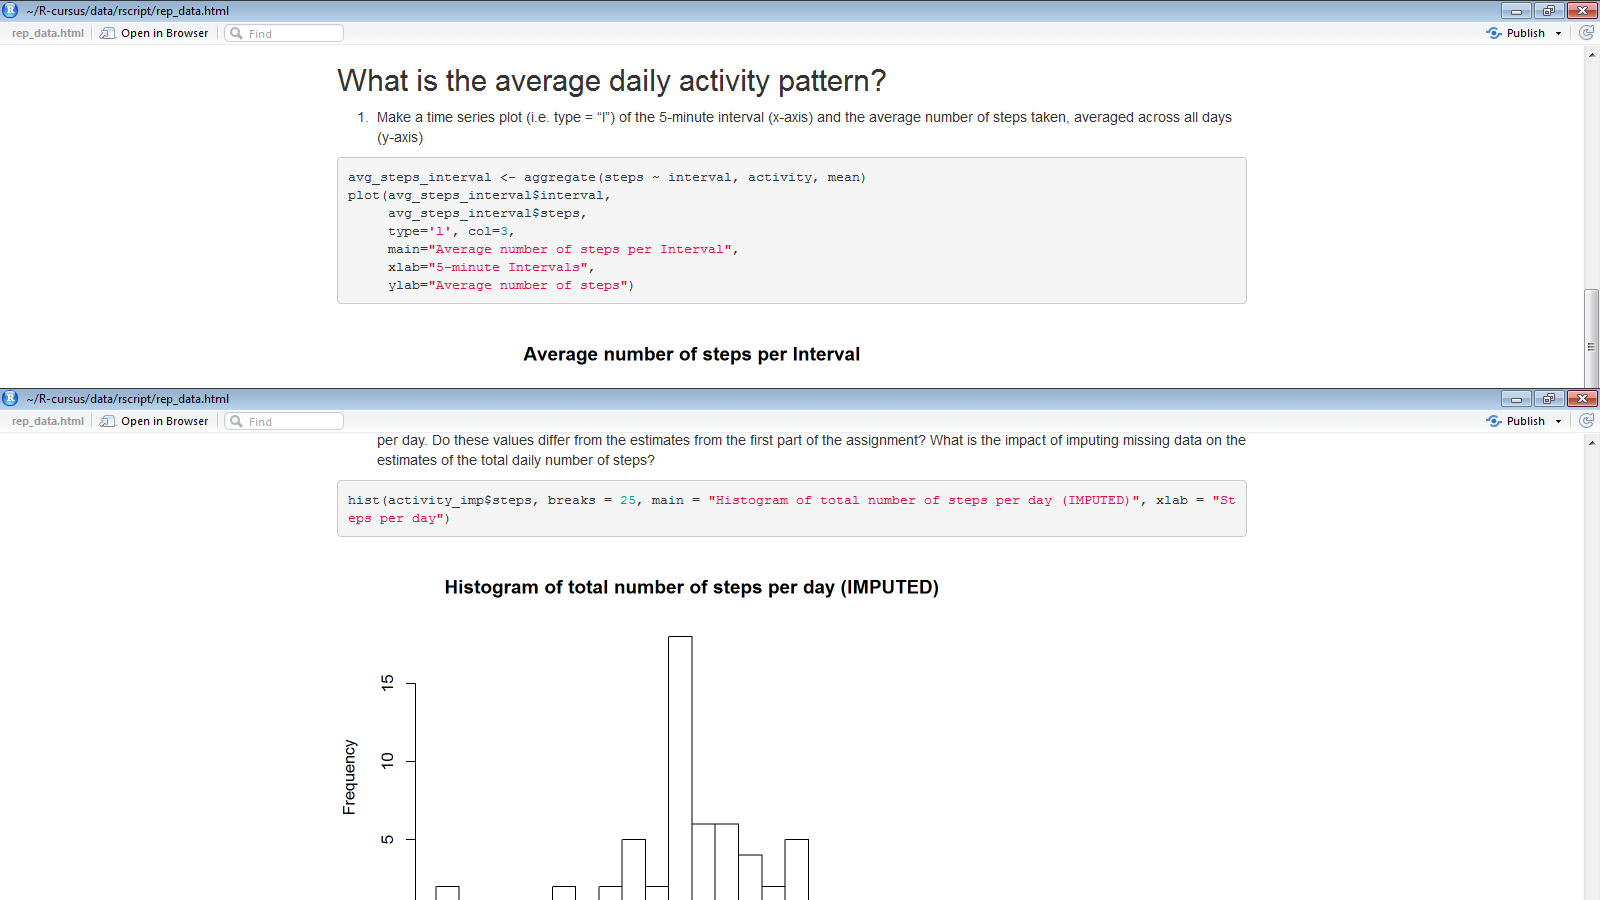 ~/R-cursus/data/rscript/rep_data.html
rep_data.html Open in Browser Find Publish
What is the average daily activity pattern?
1. Make a time series plot (i.e. type = “l”) of the 5-minute interval (x-axis) and the average number of steps taken, averaged across all days
(y-axis)
avg_steps_interval <- aggregate(steps ~ interval, activity, mean)
plot(avg_steps_interval$interval,
avg_steps_interval$steps,
type='l', col=3,
main="Average number of steps per Interval",
xlab="5-minute Intervals",
ylab="Average number of steps")
Average number of steps per Interval
~/R-cursus/data/rscript/rep_data.html
rep_data.html Open in Browser Find Publish
per day. Do these values differ from the estimates from the first part of the assignment? What is the impact of imputing missing data on the
estimates of the total daily number of steps?
hist(activity_imp$steps, breaks = 25, main = "Histogram of total number of steps per day (IMPUTED)", xlab = "St
eps per day")
Histogram of total number of steps per day (IMPUTED)
15
10
5
Frequency